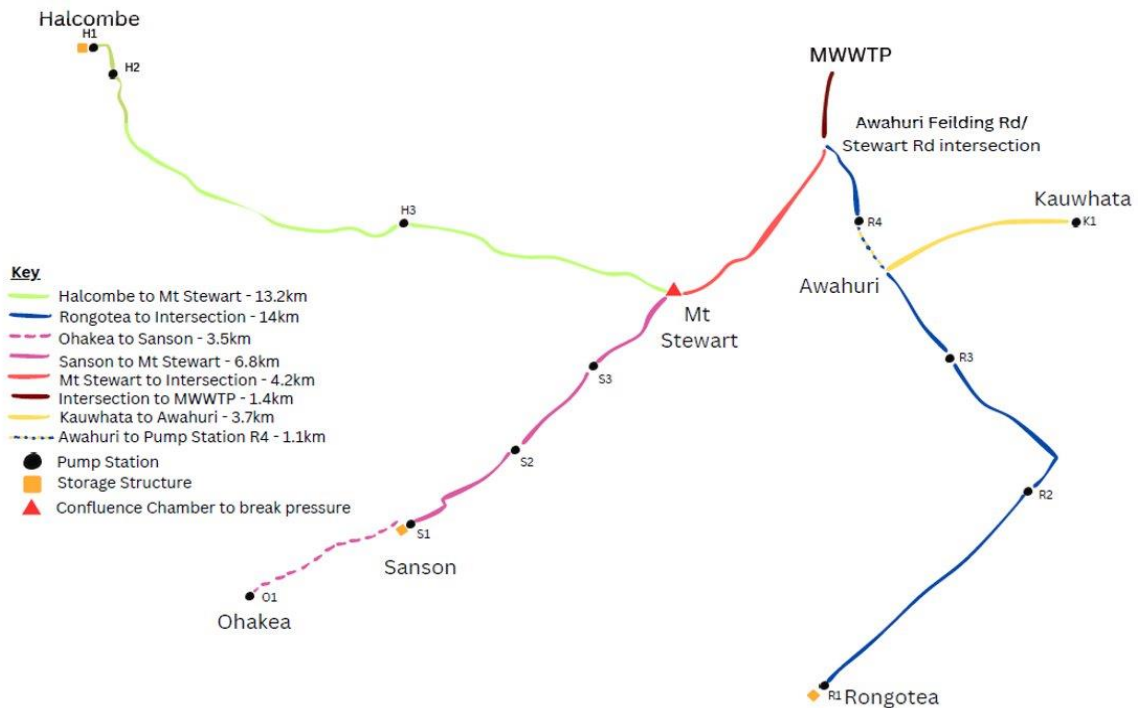 Halcombe
H1
H2
MWWTP
Awahuri Feilding Rd/
Stewart Rd intersection
Kauwhata
K1
H3
R4
Awahuri
Mt
Stewart
Key
Halcombe to Mt Stewart - 13.2km
Rongotea to Intersection - 14km
Ohakea to Sanson - 3.5km
Sanson to Mt Stewart - 6.8km
Mt Stewart to Intersection - 4.2km
Intersection to MWWTP - 1.4km
Kauwhata to Awahuri - 3.7km
Awahuri to Pump Station R4 - 1.1km
Pump Station
Storage Structure
Confluence Chamber to break pressure
S3
R3
S2
R2
S1
Sanson
O1
Ohakea
R1
Rongotea